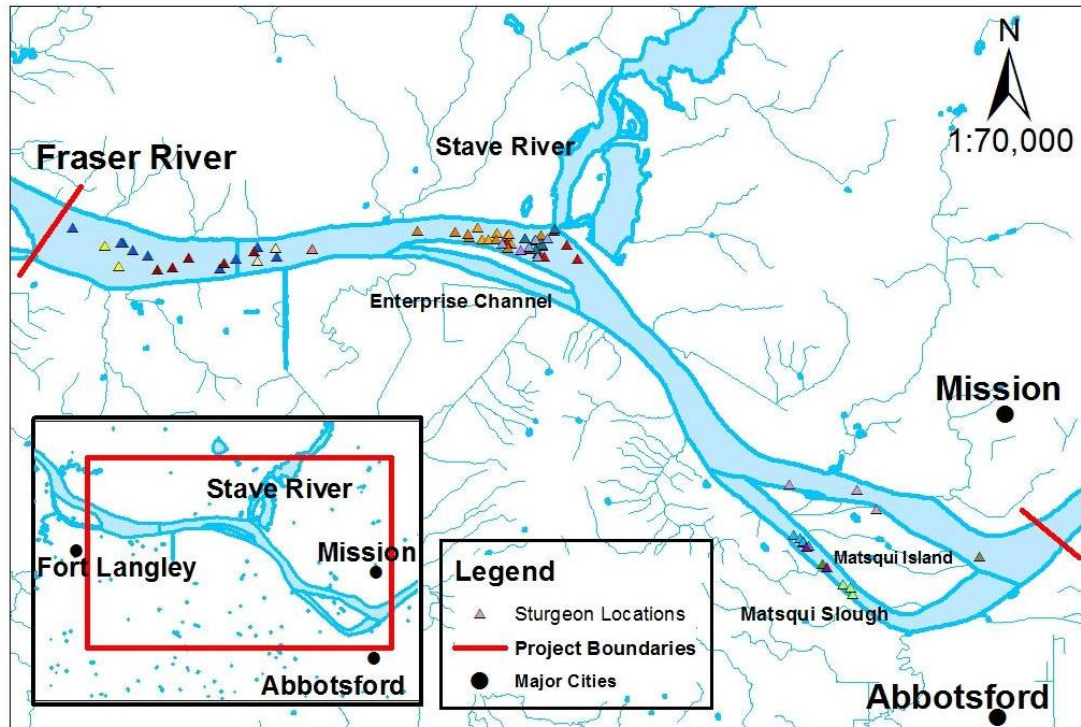 N
1:70,000
Stave River
Fraser River
Enterprise Channel
Mission
Matsqui Island
Matsqui Slough
Abbotsford
Stave River
Mission
Fort Langley
Abbotsford
Legend
Sturgeon Locations
Project Boundaries
Major Cities